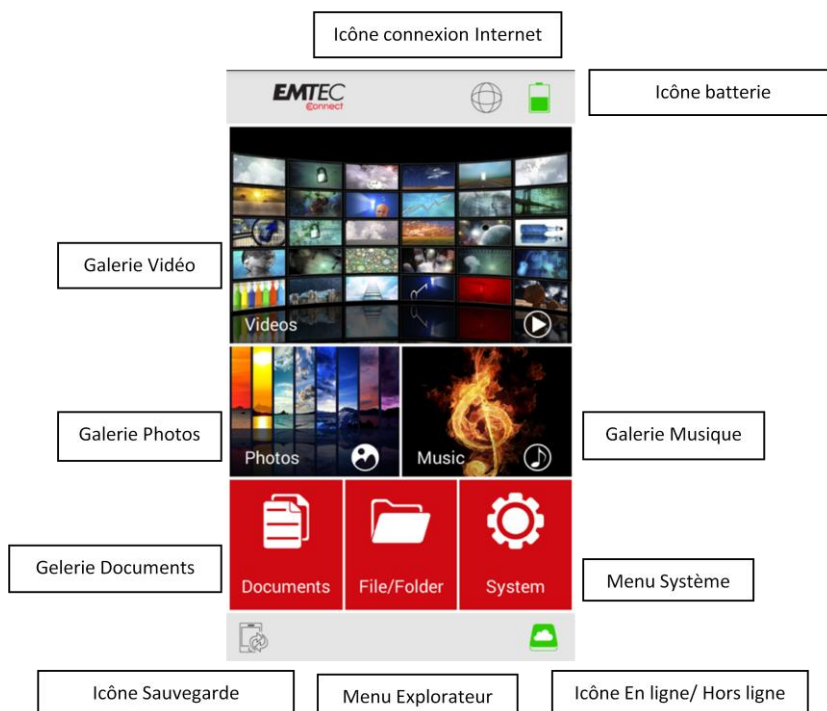 Icône connexion Internet
EMTEC
Connect
Icône batterie
Galerie Vidéo
Videos
Galerie Photos
Photos
Music
Galerie Musique
Gelerie Documents
Documents
File/Folder
System
Menu Système
Icône Sauvegarde
Menu Explorateur
Icône En ligne/ Hors ligne